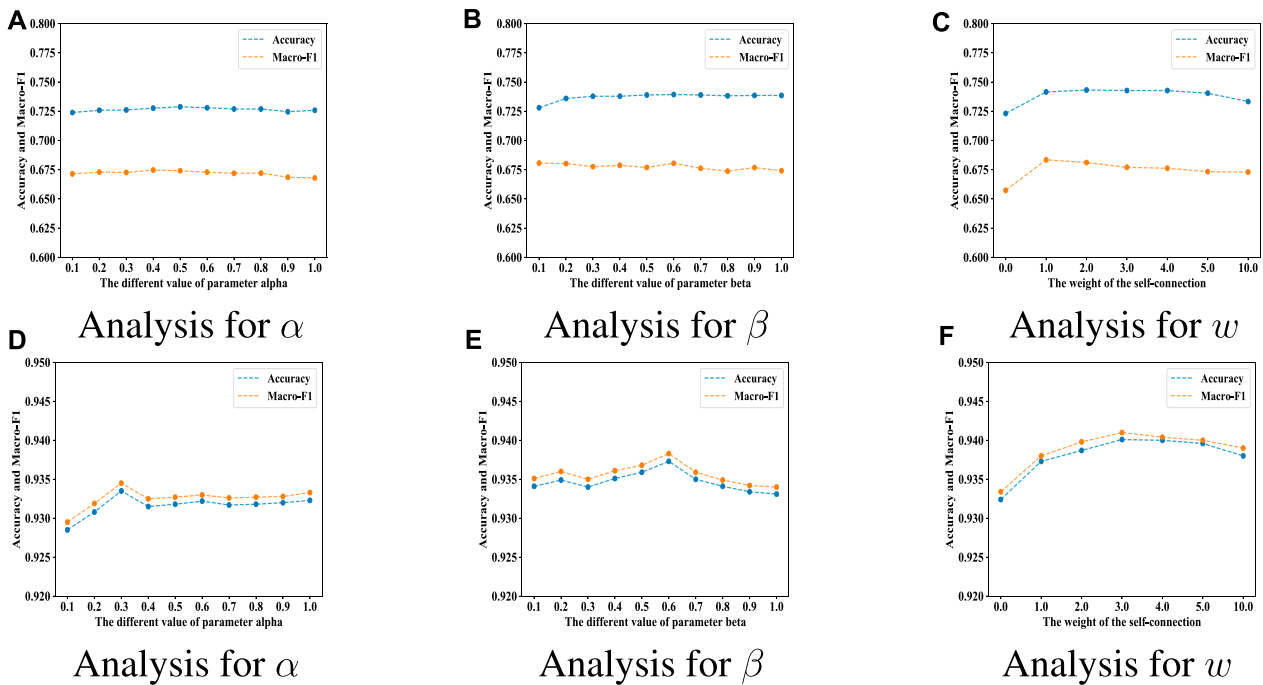 A
0.800
0.775
0.750
0.725
0.700
0.675
0.650
0.625
0.600
Accuracy and Macro-F1
Accuracy
Macro-F1
0.1 0.2 0.3 0.4 0.5 0.6 0.7 0.8 0.9 1.0
The different value of parameter alpha
Analysis for α
B
0.800
0.775
0.750
0.725
0.700
0.675
0.650
0.625
0.600
Accuracy and Macro-F1
Accuracy
Macro-F1
0.1 0.2 0.3 0.4 0.5 0.6 0.7 0.8 0.9 1.0
The different value of parameter beta
Analysis for β
C
0.800
0.775
0.750
0.725
0.700
0.675
0.650
0.625
0.600
Accuracy and Macro-F1
Accuracy
Macro-F1
0.0 1.0 2.0 3.0 4.0 5.0 10.0
The weight of the self-connection
Analysis for w
D
0.950
0.945
0.940
0.935
0.930
0.925
0.920
Accuracy and Macro-F1
Accuracy
Macro-F1
0.1 0.2 0.3 0.4 0.5 0.6 0.7 0.8 0.9 1.0
The different value of parameter alpha
Analysis for α
E
0.950
0.945
0.940
0.935
0.930
0.925
0.920
Accuracy and Macro-F1
Accuracy
Macro-F1
0.1 0.2 0.3 0.4 0.5 0.6 0.7 0.8 0.9 1.0
The different value of parameter beta
Analysis for β
F
0.950
0.945
0.940
0.935
0.930
0.925
0.920
Accuracy and Macro-F1
Accuracy
Macro-F1
0.0 1.0 2.0 3.0 4.0 5.0 10.0
The weight of the self-connection
Analysis for w